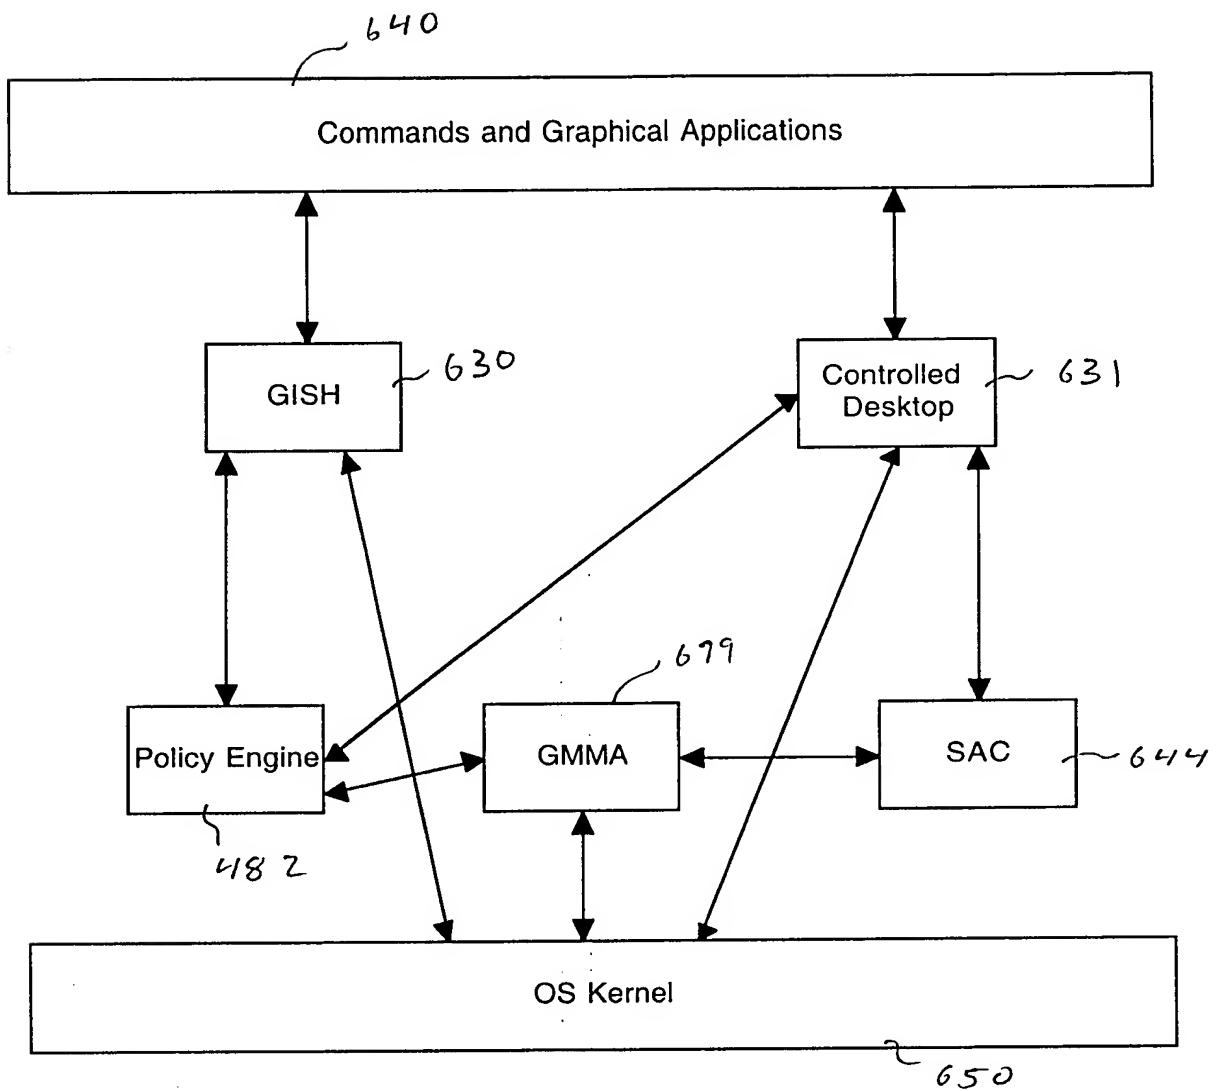 640
Commands and Graphical Applications
GISH
630
Controlled
Desktop
631
Policy Engine
482
GMMA
699
SAC
644
OS Kernel
650